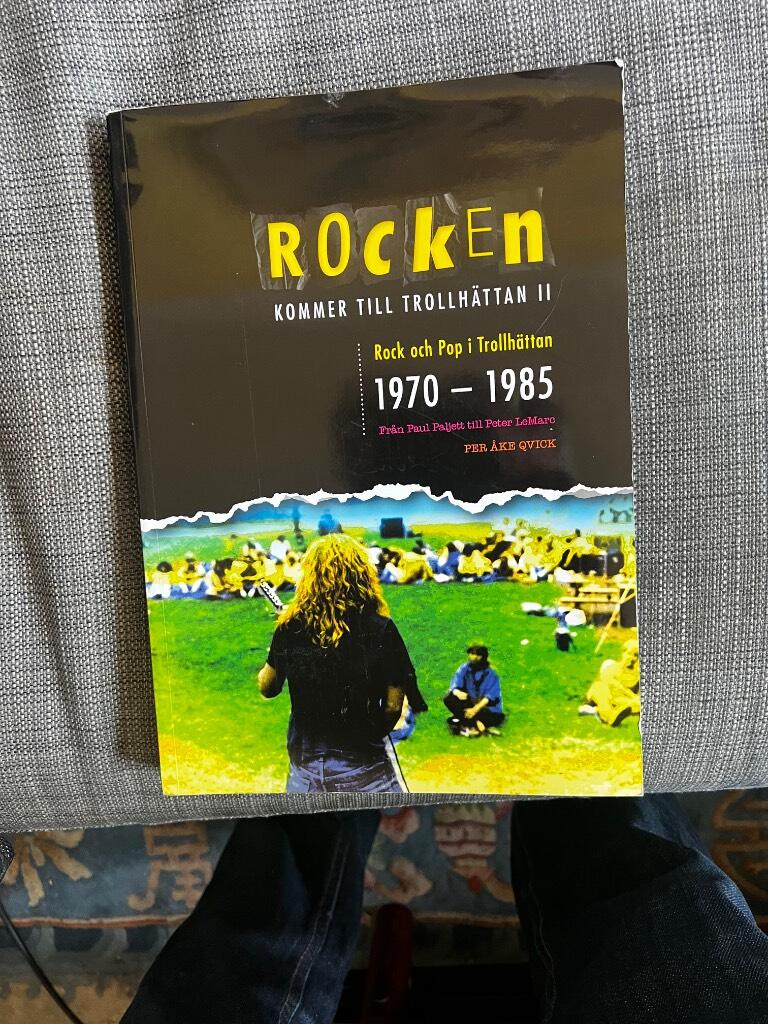 ROckEn
KOMMER TILL TROLLHÄTTAN II
Rock och Pop i Trollhättan
1970 – 1985
Från Paul Paljett till Peter LeMarc
PER ÅKE QVICK